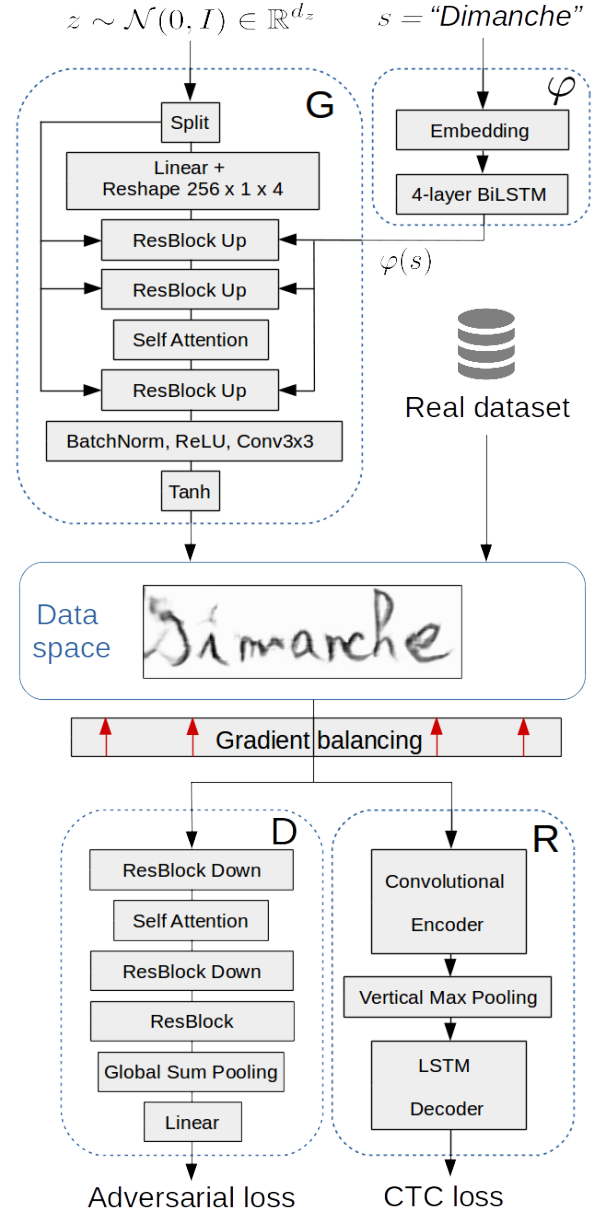 z ∼ 𝒩(0, I) ∈ ℝ^{d_z}
s = “Dimanche”
G
Split
Linear +
Reshape 256 x 1 x 4
ResBlock Up
ResBlock Up
Self Attention
ResBlock Up
BatchNorm, ReLU, Conv3x3
Tanh
φ
Embedding
4-layer BiLSTM
φ(s)
Real dataset
Data
space
Dimanche
Gradient balancing
D
ResBlock Down
Self Attention
ResBlock Down
ResBlock
Global Sum Pooling
Linear
Adversarial loss
R
Convolutional
Encoder
Vertical Max Pooling
LSTM
Decoder
CTC loss